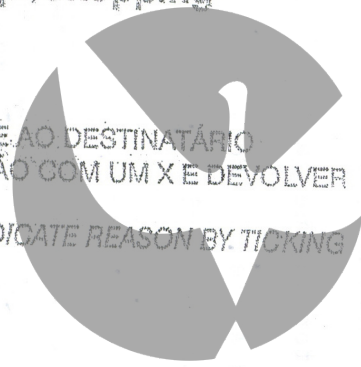 E AO DESTINATÁRIO
ÃO COM UM X E DEVOLVER
DICATE REASON BY TICKING